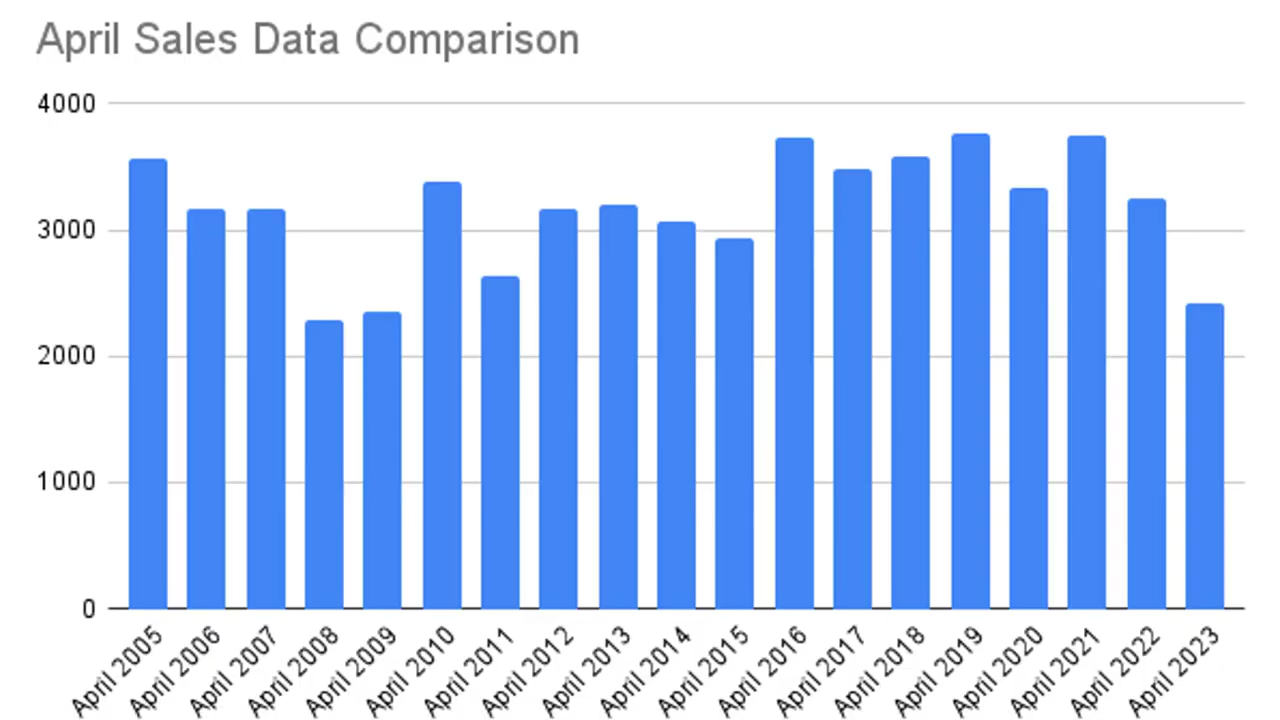 April Sales Data Comparison
4000
3000
2000
1000
0
April 2005
April 2006
April 2007
April 2008
April 2009
April 2010
April 2011
April 2012
April 2013
April 2014
April 2015
April 2016
April 2017
April 2018
April 2019
April 2020
April 2021
April 2022
April 2023